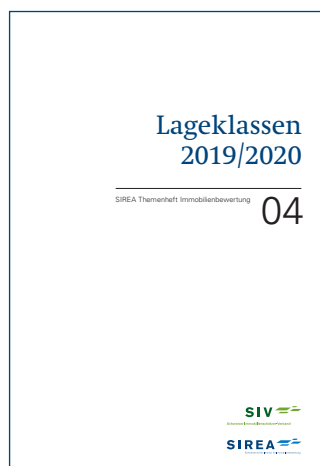 Lageklassen
2019/2020
SIREA Themenheft Immobilienbewertung
04
SIV
SIREA